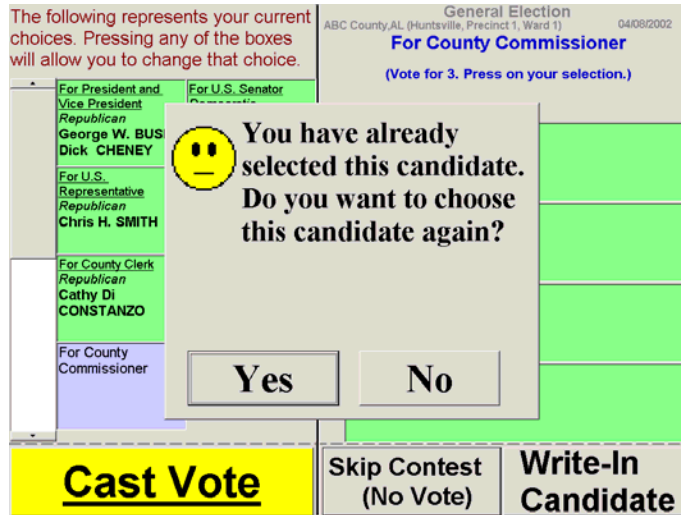 The following represents your current
choices. Pressing any of the boxes
will allow you to change that choice.
General Election
ABC County,AL (Huntsville, Precinct 1, Ward 1) 04/08/2002
For County Commissioner
(Vote for 3. Press on your selection.)
For President and
Vice President
Republican
George W. BUS
Dick CHENEY
For U.S. Senator
For U.S.
Representative
Republican
Chris H. SMITH
For County Clerk
Republican
Cathy Di
CONSTANZO
For County
Commissioner
You have already
selected this candidate.
Do you want to choose
this candidate again?
Yes
No
Cast Vote
Skip Contest
(No Vote)
Write-In
Candidate